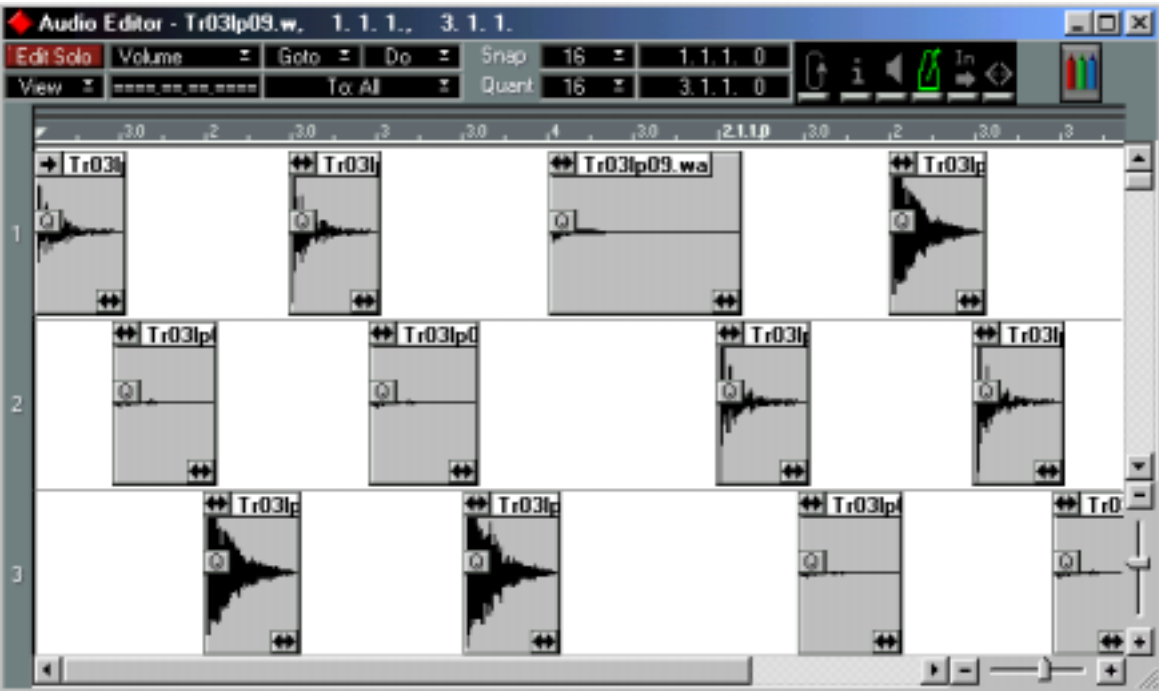 Audio Editor - Tr03lp09.w, 1. 1. 1., 3. 1. 1.
Edit Solo Volume Goto Do Snap 16 1. 1. 1. 0 In
View ----.--.--.---- To: All Quant 16 3. 1. 1. 0
.3.0 .2 .3.0 .3 .3.0 .4 .3.0 .2.1.1.0 .3.0 .2 .3.0 .3
Tr03l Tr03l Tr03lp09.wa Tr03lp
1 Q Q Q Q
Tr03lp Tr03lp0 Tr03lp Tr03l
2 Q Q Q Q
Tr03lp Tr03lp Tr03lp Tr0
3 Q Q Q Q